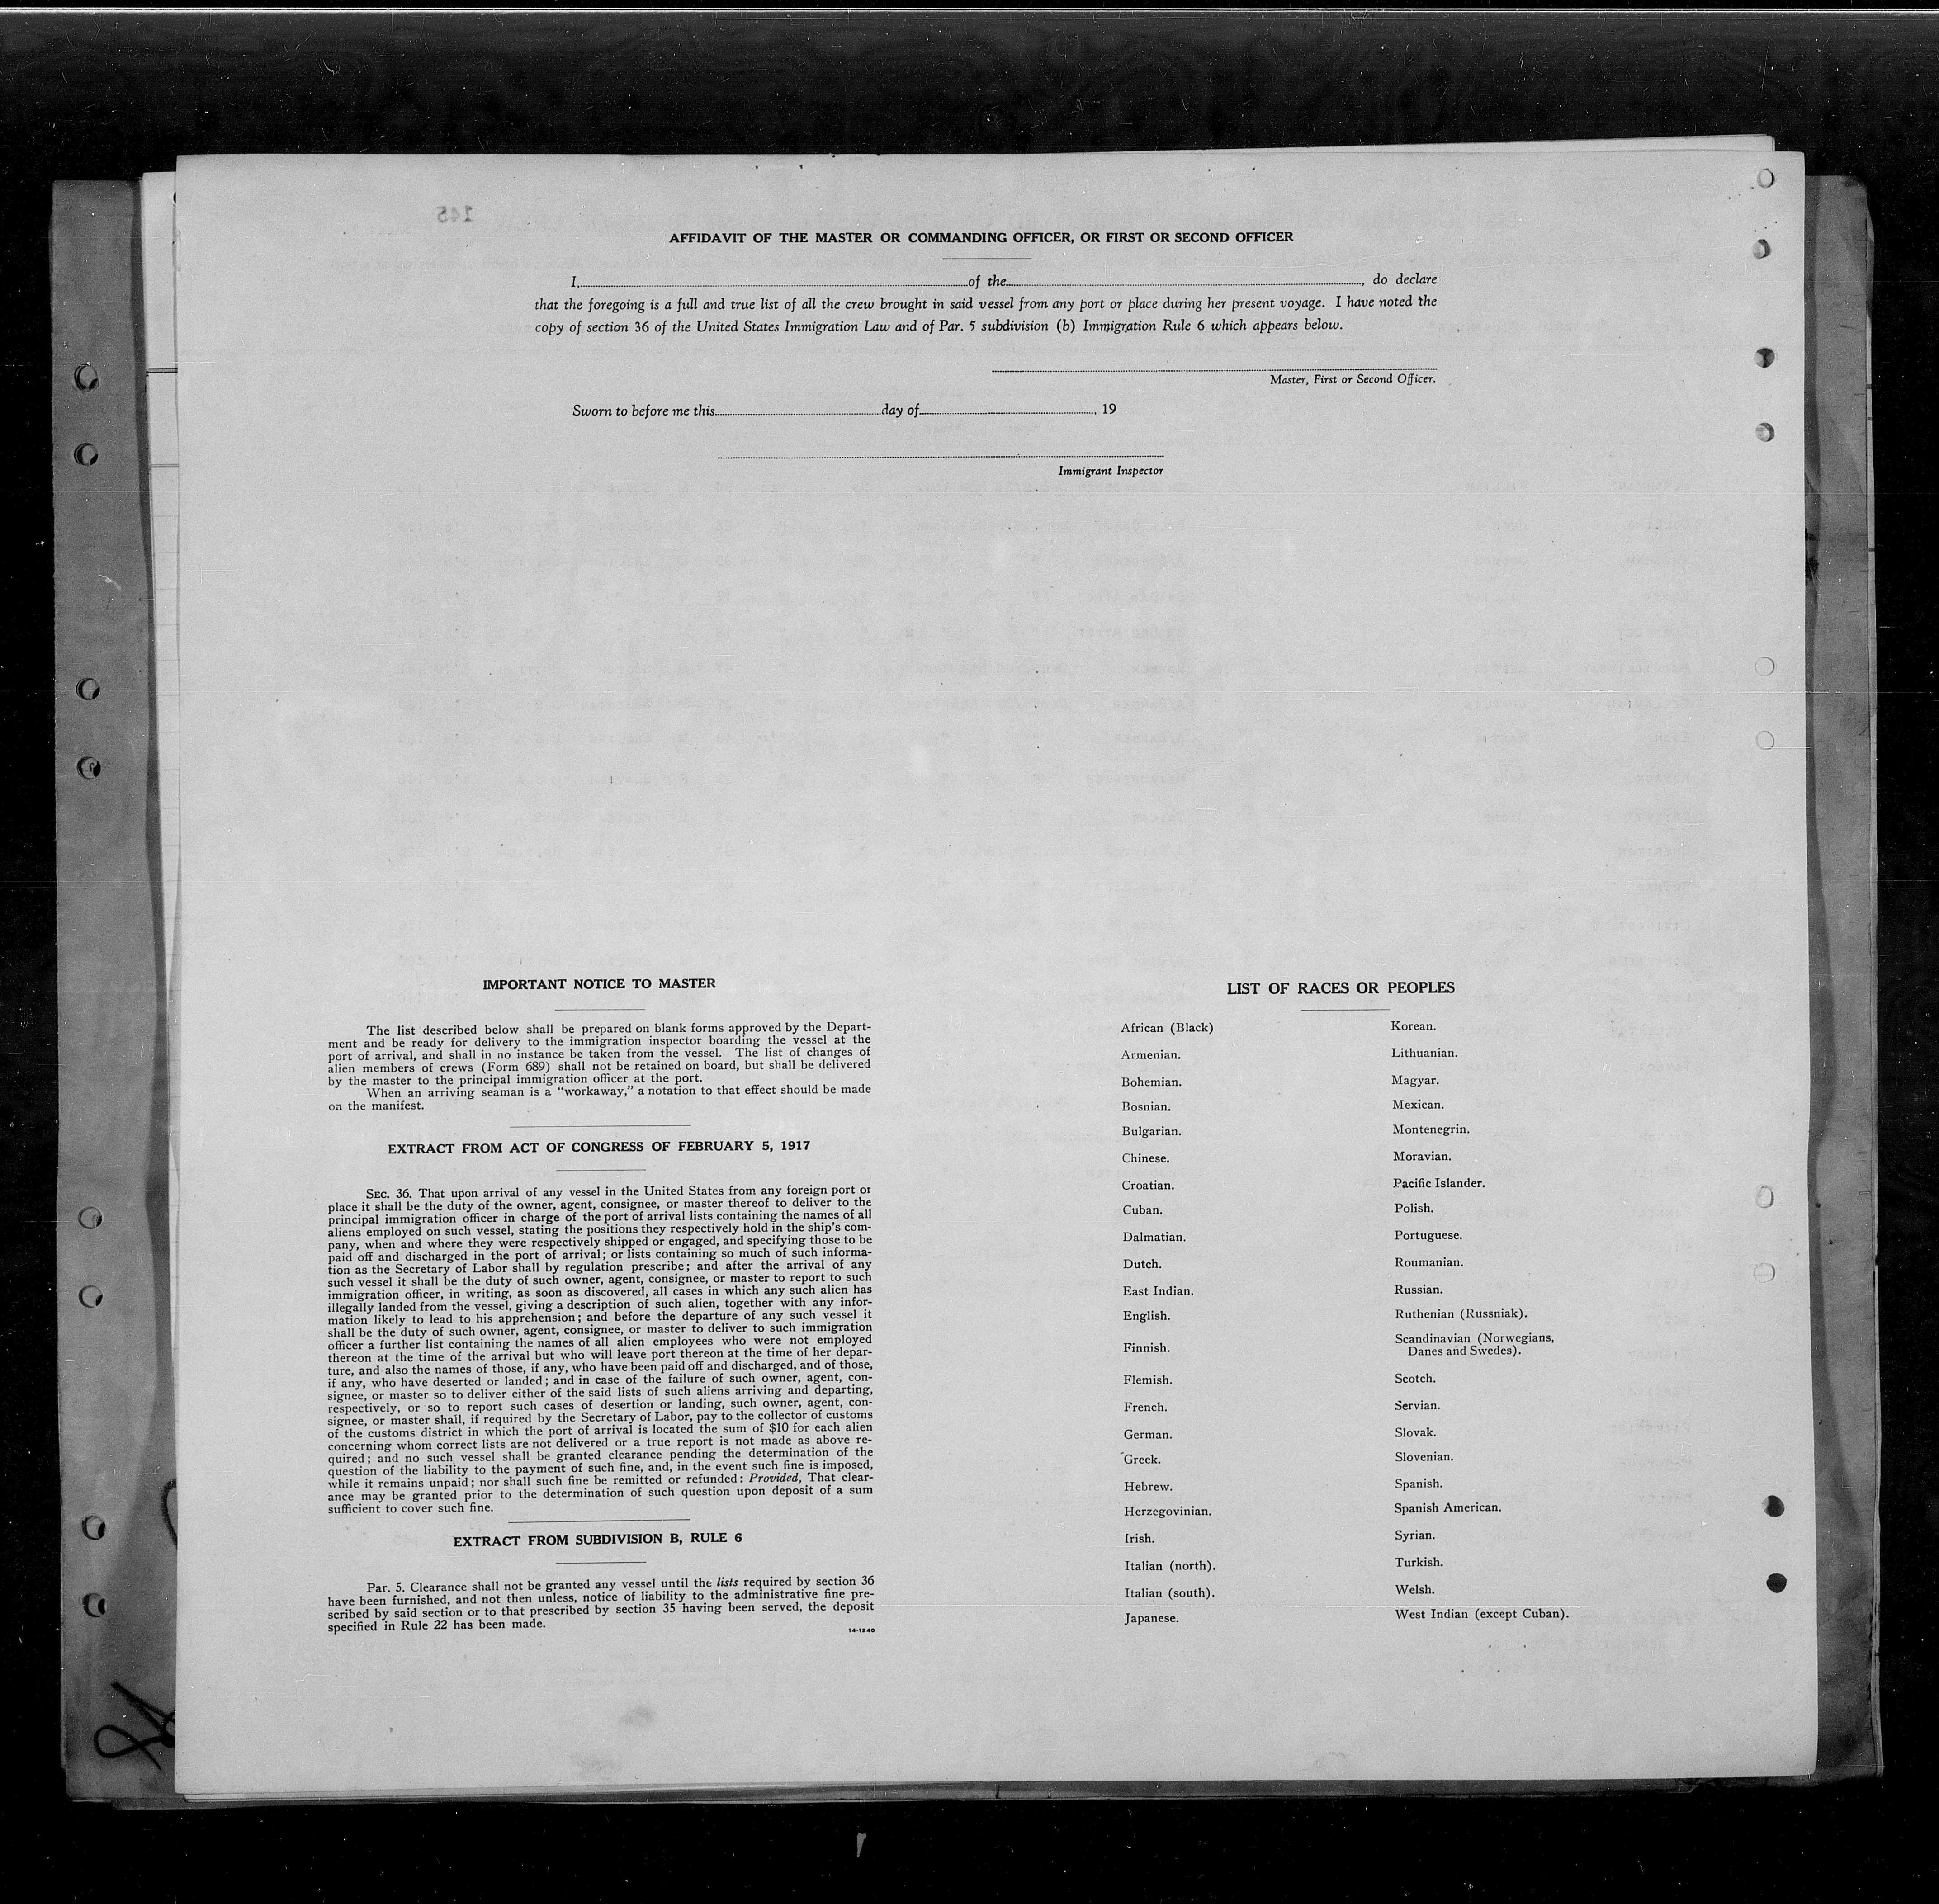 145
AFFIDAVIT OF THE MASTER OR COMMANDING OFFICER, OR FIRST OR SECOND OFFICER
I, of the , do declare
that the foregoing is a full and true list of all the crew brought in said vessel from any port or place during her present voyage. I have noted the
copy of section 36 of the United States Immigration Law and of Par. 5 subdivision (b) Immigration Rule 6 which appears below.
Master, First or Second Officer.
Sworn to before me this day of , 19
Immigrant Inspector
IMPORTANT NOTICE TO MASTER
The list described below shall be prepared on blank forms approved by the Depart-
ment and be ready for delivery to the immigration inspector boarding the vessel at the
port of arrival, and shall in no instance be taken from the vessel. The list of changes of
alien members of crews (Form 689) shall not be retained on board, but shall be delivered
by the master to the principal immigration officer at the port.
When an arriving seaman is a “workaway,” a notation to that effect should be made
on the manifest.
EXTRACT FROM ACT OF CONGRESS OF FEBRUARY 5, 1917
SEC. 36. That upon arrival of any vessel in the United States from any foreign port or
place it shall be the duty of the owner, agent, consignee, or master thereof to deliver to the
principal immigration officer in charge of the port of arrival lists containing the names of all
aliens employed on such vessel, stating the positions they respectively hold in the ship's com-
pany, when and where they were respectively shipped or engaged, and specifying those to be
paid off and discharged in the port of arrival; or lists containing so much of such informa-
tion as the Secretary of Labor shall by regulation prescribe; and after the arrival of any
such vessel it shall be the duty of such owner, agent, consignee, or master to report to such
immigration officer, in writing, as soon as discovered, all cases in which any such alien has
illegally landed from the vessel, giving a description of such alien, together with any infor-
mation likely to lead to his apprehension; and before the departure of any such vessel it
shall be the duty of such owner, agent, consignee, or master to deliver to such immigration
officer a further list containing the names of all alien employees who were not employed
thereon at the time of the arrival but who will leave port thereon at the time of her depar-
ture, and also the names of those, if any, who have been paid off and discharged, and of those,
if any, who have deserted or landed; and in case of the failure of such owner, agent, con-
signee, or master so to deliver either of the said lists of such aliens arriving and departing,
respectively, or so to report such cases of desertion or landing, such owner, agent, con-
signee, or master shall, if required by the Secretary of Labor, pay to the collector of customs
of the customs district in which the port of arrival is located the sum of $10 for each alien
concerning whom correct lists are not delivered or a true report is not made as above re-
quired; and no such vessel shall be granted clearance pending the determination of the
question of the liability to the payment of such fine, and, in the event such fine is imposed,
while it remains unpaid; nor shall such fine be remitted or refunded: Provided, That clear-
ance may be granted prior to the determination of such question upon deposit of a sum
sufficient to cover such fine.
EXTRACT FROM SUBDIVISION B, RULE 6
Par. 5. Clearance shall not be granted any vessel until the lists required by section 36
have been furnished, and not then unless, notice of liability to the administrative fine pre-
scribed by said section or to that prescribed by section 35 having been served, the deposit
specified in Rule 22 has been made.
14-1240
LIST OF RACES OR PEOPLES
African (Black)
Armenian.
Bohemian.
Bosnian.
Bulgarian.
Chinese.
Croatian.
Cuban.
Dalmatian.
Dutch.
East Indian.
English.
Finnish.
Flemish.
French.
German.
Greek.
Hebrew.
Herzegovinian.
Irish.
Italian (north).
Italian (south).
Japanese.
Korean.
Lithuanian.
Magyar.
Mexican.
Montenegrin.
Moravian.
Pacific Islander.
Polish.
Portuguese.
Roumanian.
Russian.
Ruthenian (Russniak).
Scandinavian (Norwegians,
Danes and Swedes).
Scotch.
Servian.
Slovak.
Slovenian.
Spanish.
Spanish American.
Syrian.
Turkish.
Welsh.
West Indian (except Cuban).